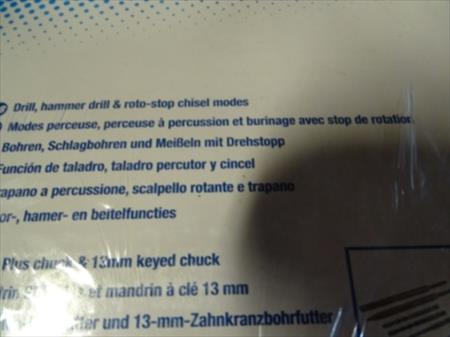 Drill, hammer drill & roto-stop chisel modes
Modes perceuse, perceuse à percussion et burinage avec stop de rotation
Bohren, Schlagbohren und Meißeln mit Drehstopp
Función de taladro, taladro percutor y cincel
rapano a percussione, scalpello rotante e trapano
or-, hamer- en beitelfuncties
Plus chuck & 13mm keyed chuck
et mandrin à clé 13 mm
und 13-mm-Zahnkranzbohrfutter